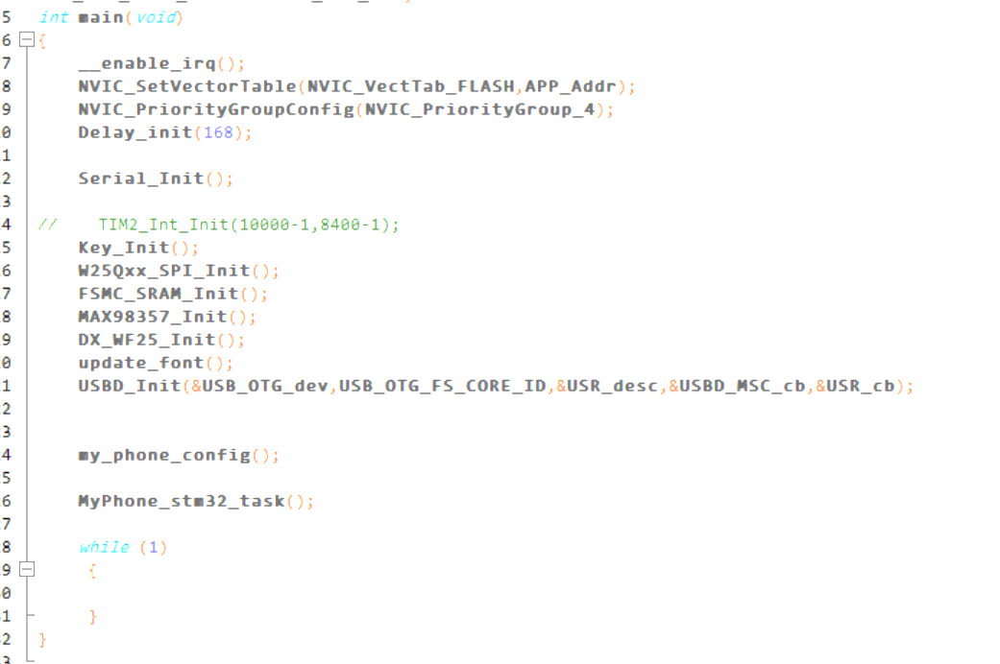 5 int main(void)
6 {
7 __enable_irq();
8 NVIC_SetVectorTable(NVIC_VectTab_FLASH,APP_Addr);
9 NVIC_PriorityGroupConfig(NVIC_PriorityGroup_4);
0 Delay_init(168);
1
2 Serial_Init();
3
4 // TIM2_Int_Init(10000-1,8400-1);
5 Key_Init();
6 W25Qxx_SPI_Init();
7 FSMC_SRAM_Init();
8 MAX98357_Init();
9 DX_WF25_Init();
0 update_font();
1 USBD_Init(&USB_OTG_dev,USB_OTG_FS_CORE_ID,&USR_desc,&USBD_MSC_cb,&USR_cb);
2
3
4 my_phone_config();
5
6 MyPhone_stm32_task();
7
8 while (1)
9 {
0
1 }
2 }